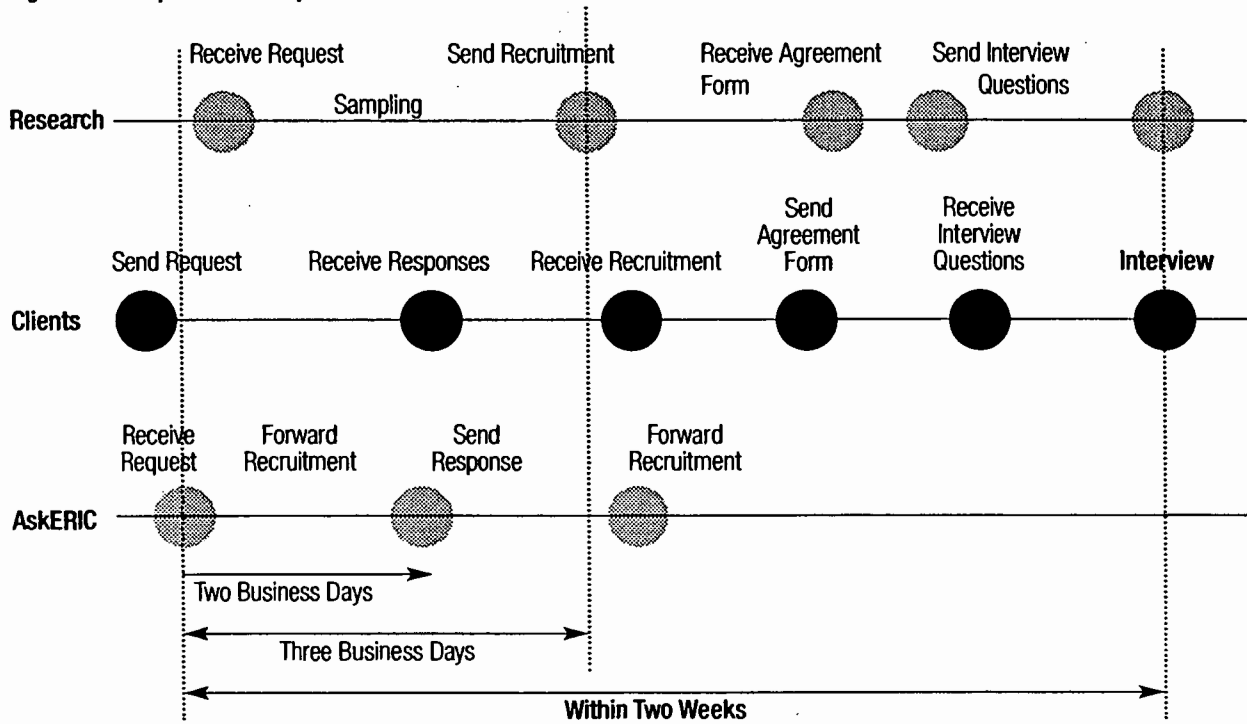 Receive Request
Send Recruitment
Receive Agreement
Form
Send Interview
Questions
Research
Sampling
Send Request
Receive Responses
Receive Recruitment
Send
Agreement
Form
Receive
Interview
Questions
Interview
Clients
Receive
Request
Forward
Recruitment
Send
Response
Forward
Recruitment
AskERIC
Two Business Days
Three Business Days
Within Two Weeks